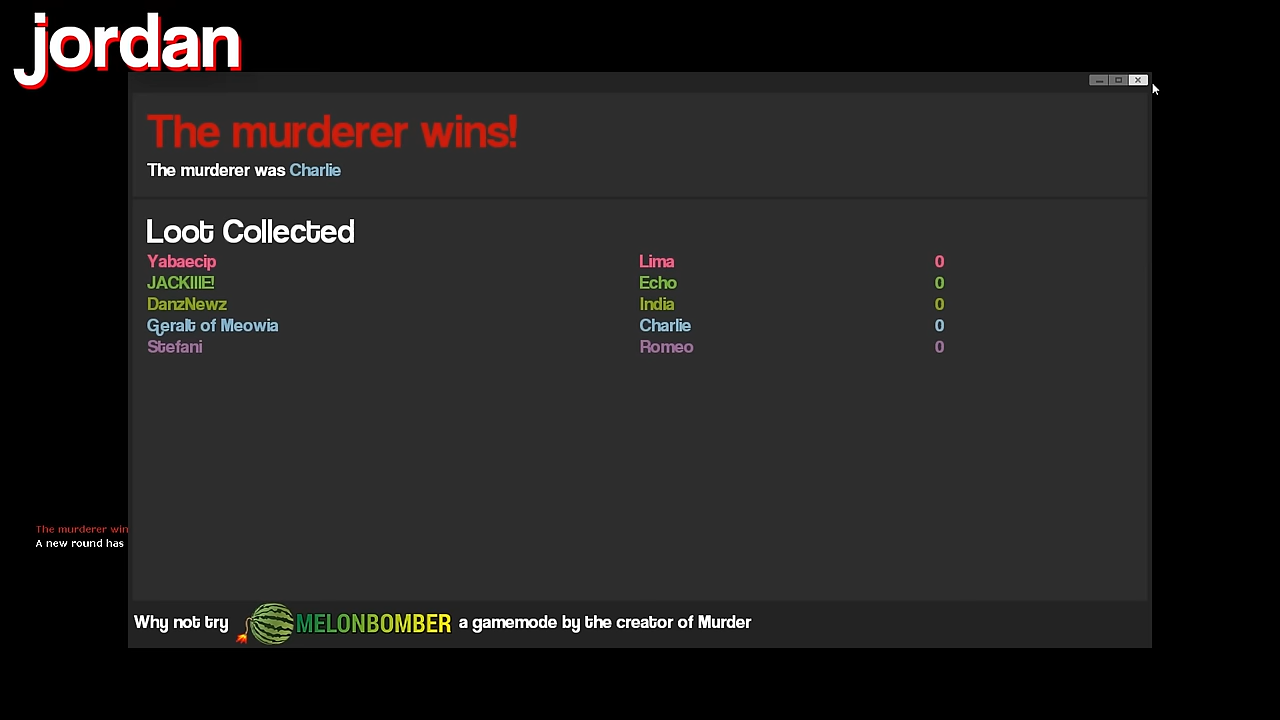 jordan
The murderer wins!
The murderer was Charlie
Loot Collected
Yabaecip Lima 0
JACKIIIE! Echo 0
DanzNewz India 0
Geralt of Meowia Charlie 0
Stefani Romeo 0
The murderer win
A new round has
Why not try MELONBOMBER a gamemode by the creator of Murder